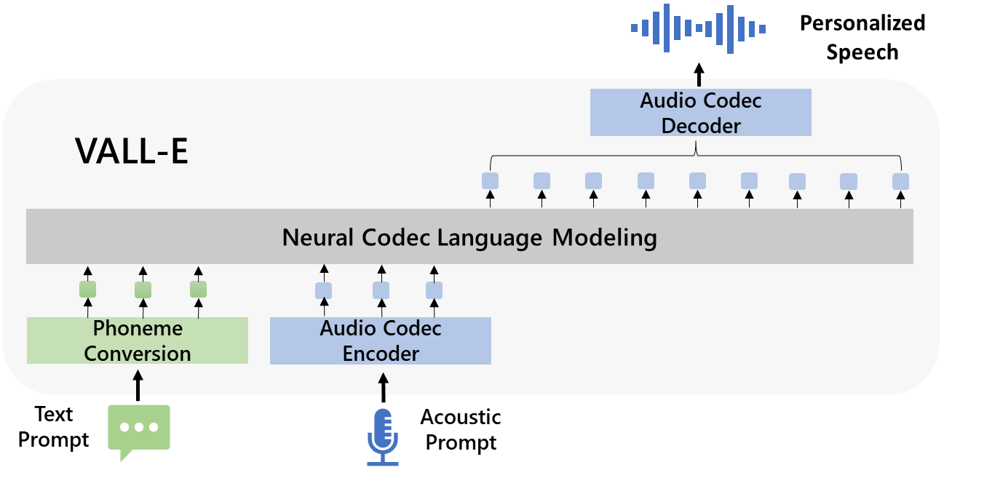 Personalized
Speech
Audio Codec
Decoder
VALL-E
Neural Codec Language Modeling
Phoneme
Conversion
Audio Codec
Encoder
Text
Prompt
Acoustic
Prompt